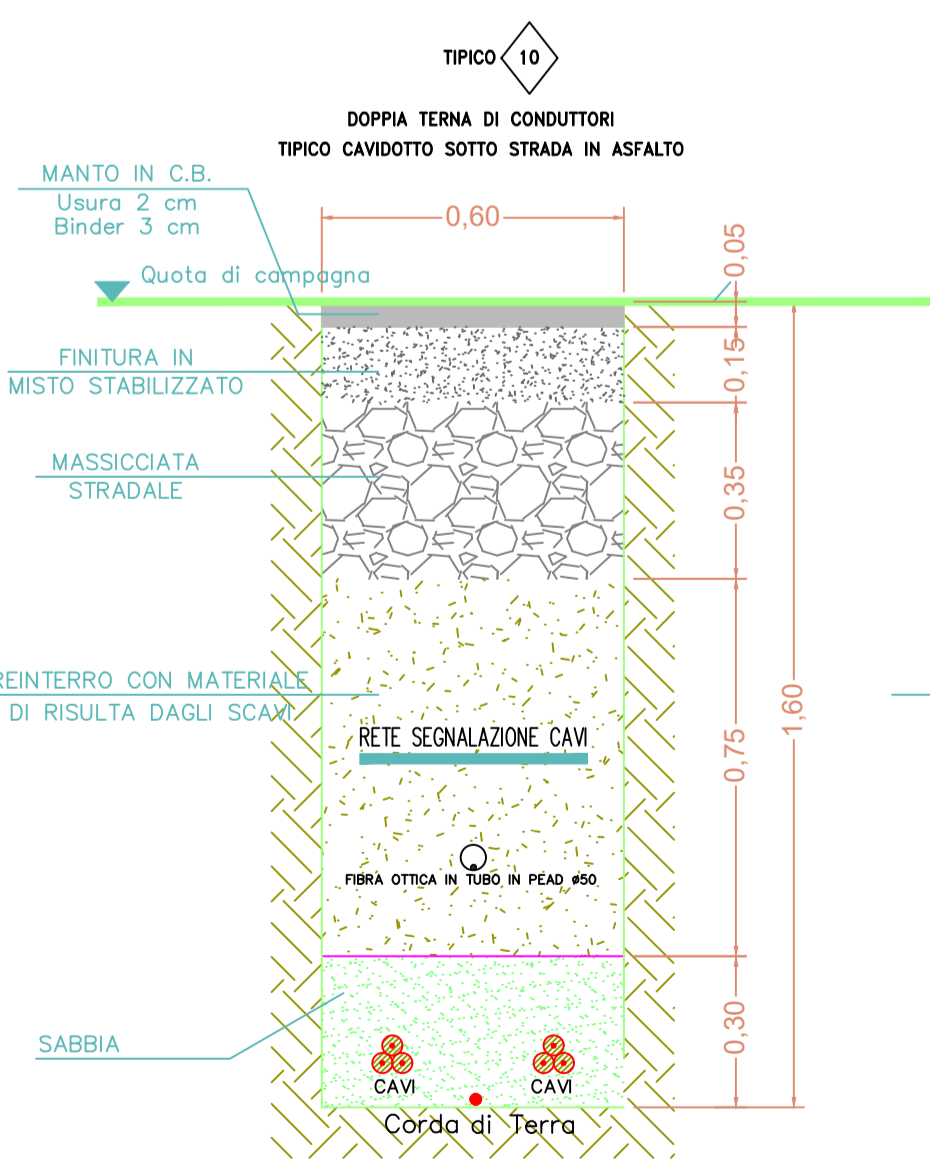 TIPICO 10
DOPPIA TERNA DI CONDUTTORI
TIPICO CAVIDOTTO SOTTO STRADA IN ASFALTO
MANTO IN C.B.
Usura 2 cm
Binder 3 cm
0,60
0,05
Quota di campagna
0,15
FINITURA IN
MISTO STABILIZZATO
MASSICCIATA
STRADALE
0,35
REINTERRO CON MATERIALE
DI RISULTA DAGLI SCAVI
1,60
RETE SEGNALAZIONE CAVI
0,75
FIBRA OTTICA IN TUBO IN PEAD ø50
0,30
SABBIA
CAVI
CAVI
Corda di Terra